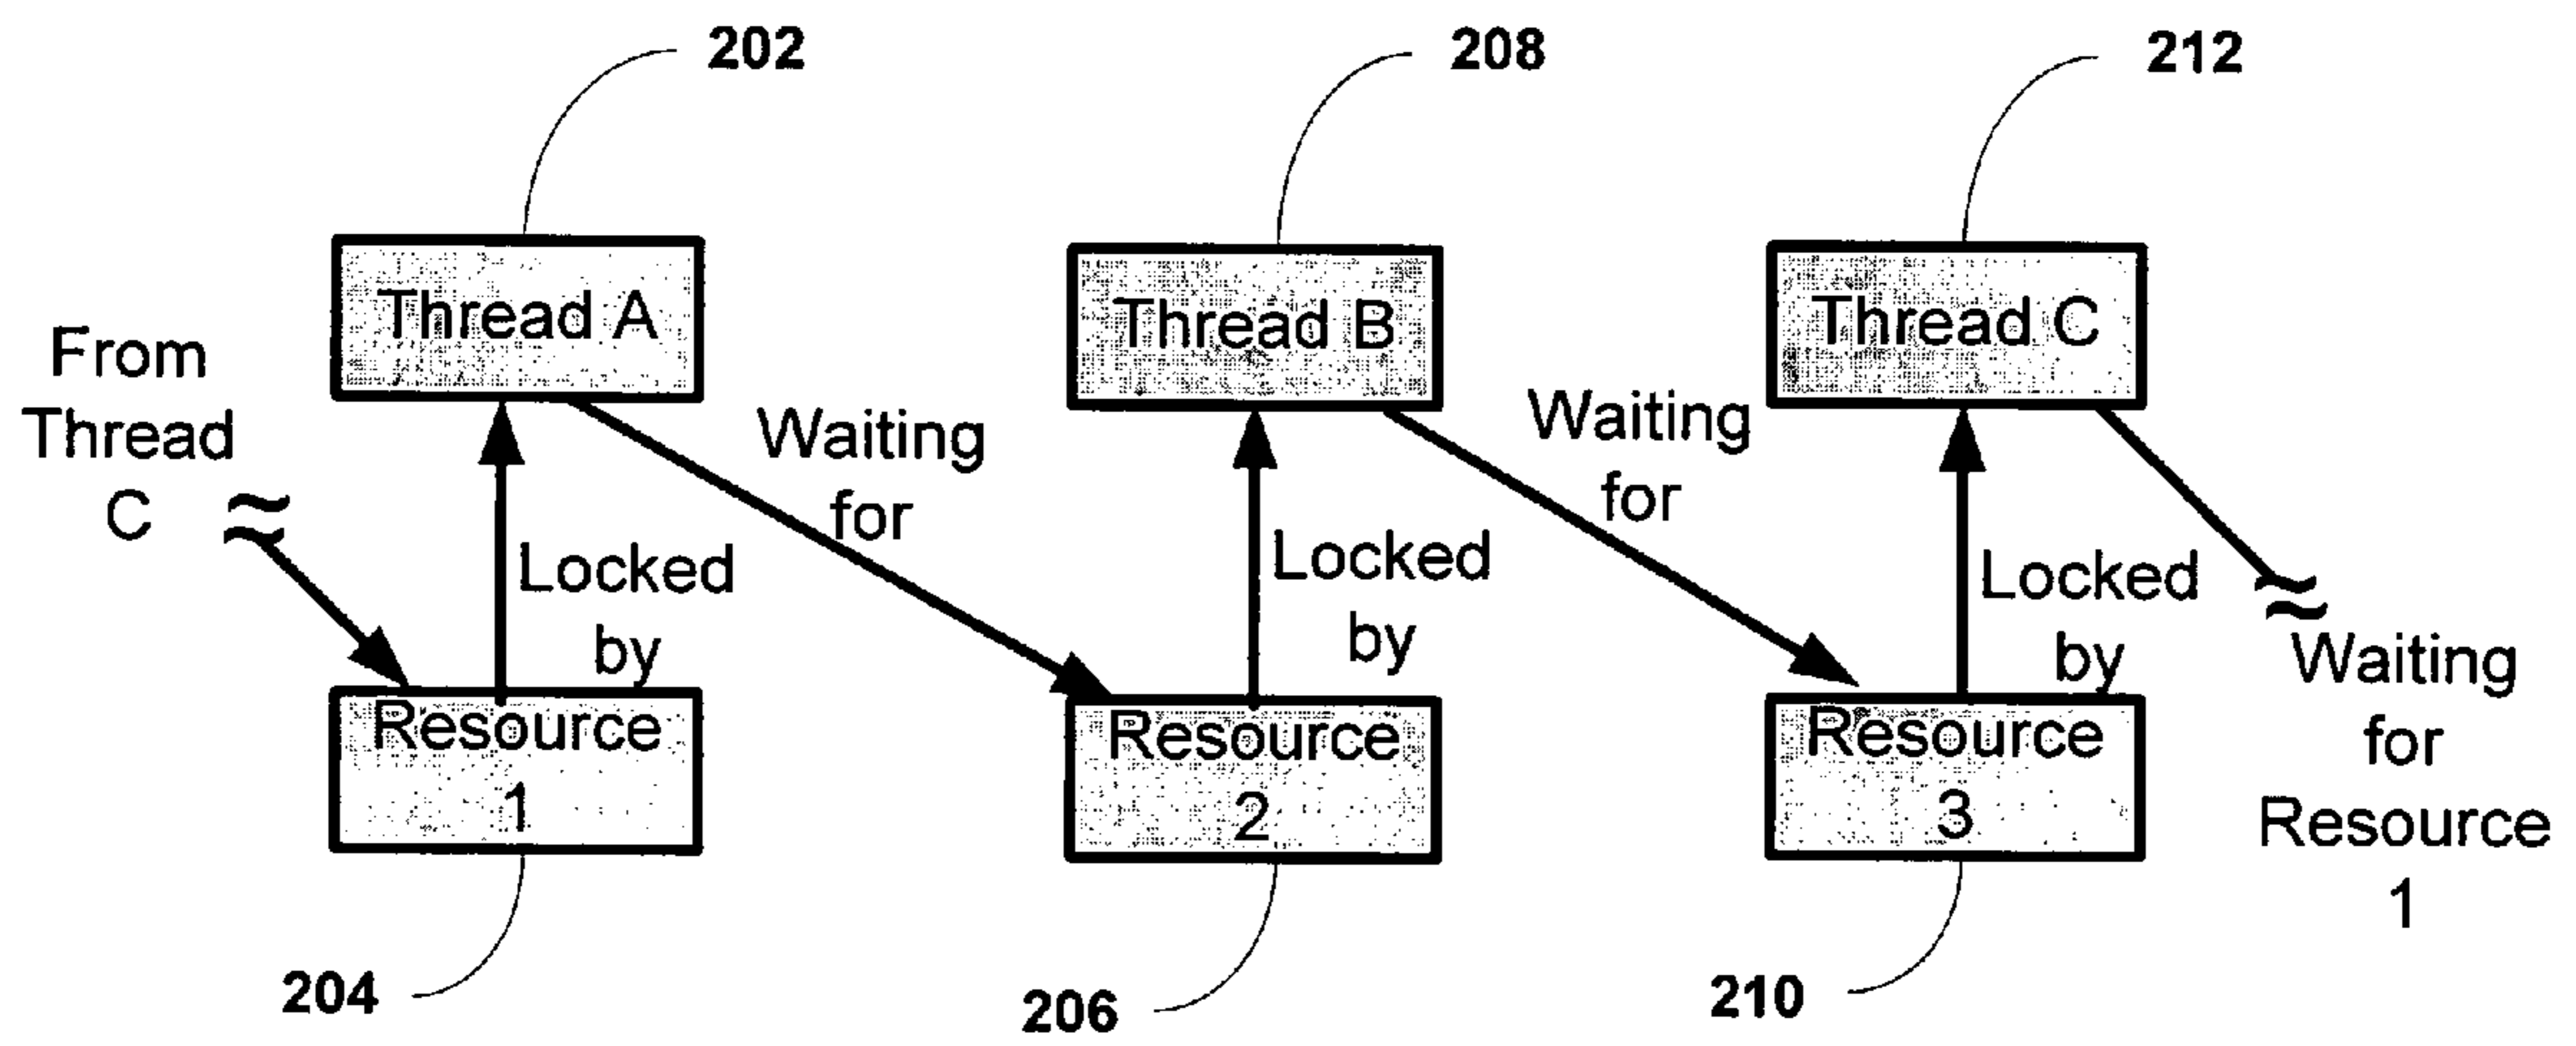 202
208
212
Thread A
Thread B
Thread C
From
Thread
C
Waiting
for
Waiting
for
Locked
by
Locked
by
Locked
by
Waiting
for
Resource
1
Resource
1
Resource
2
Resource
3
204
206
210